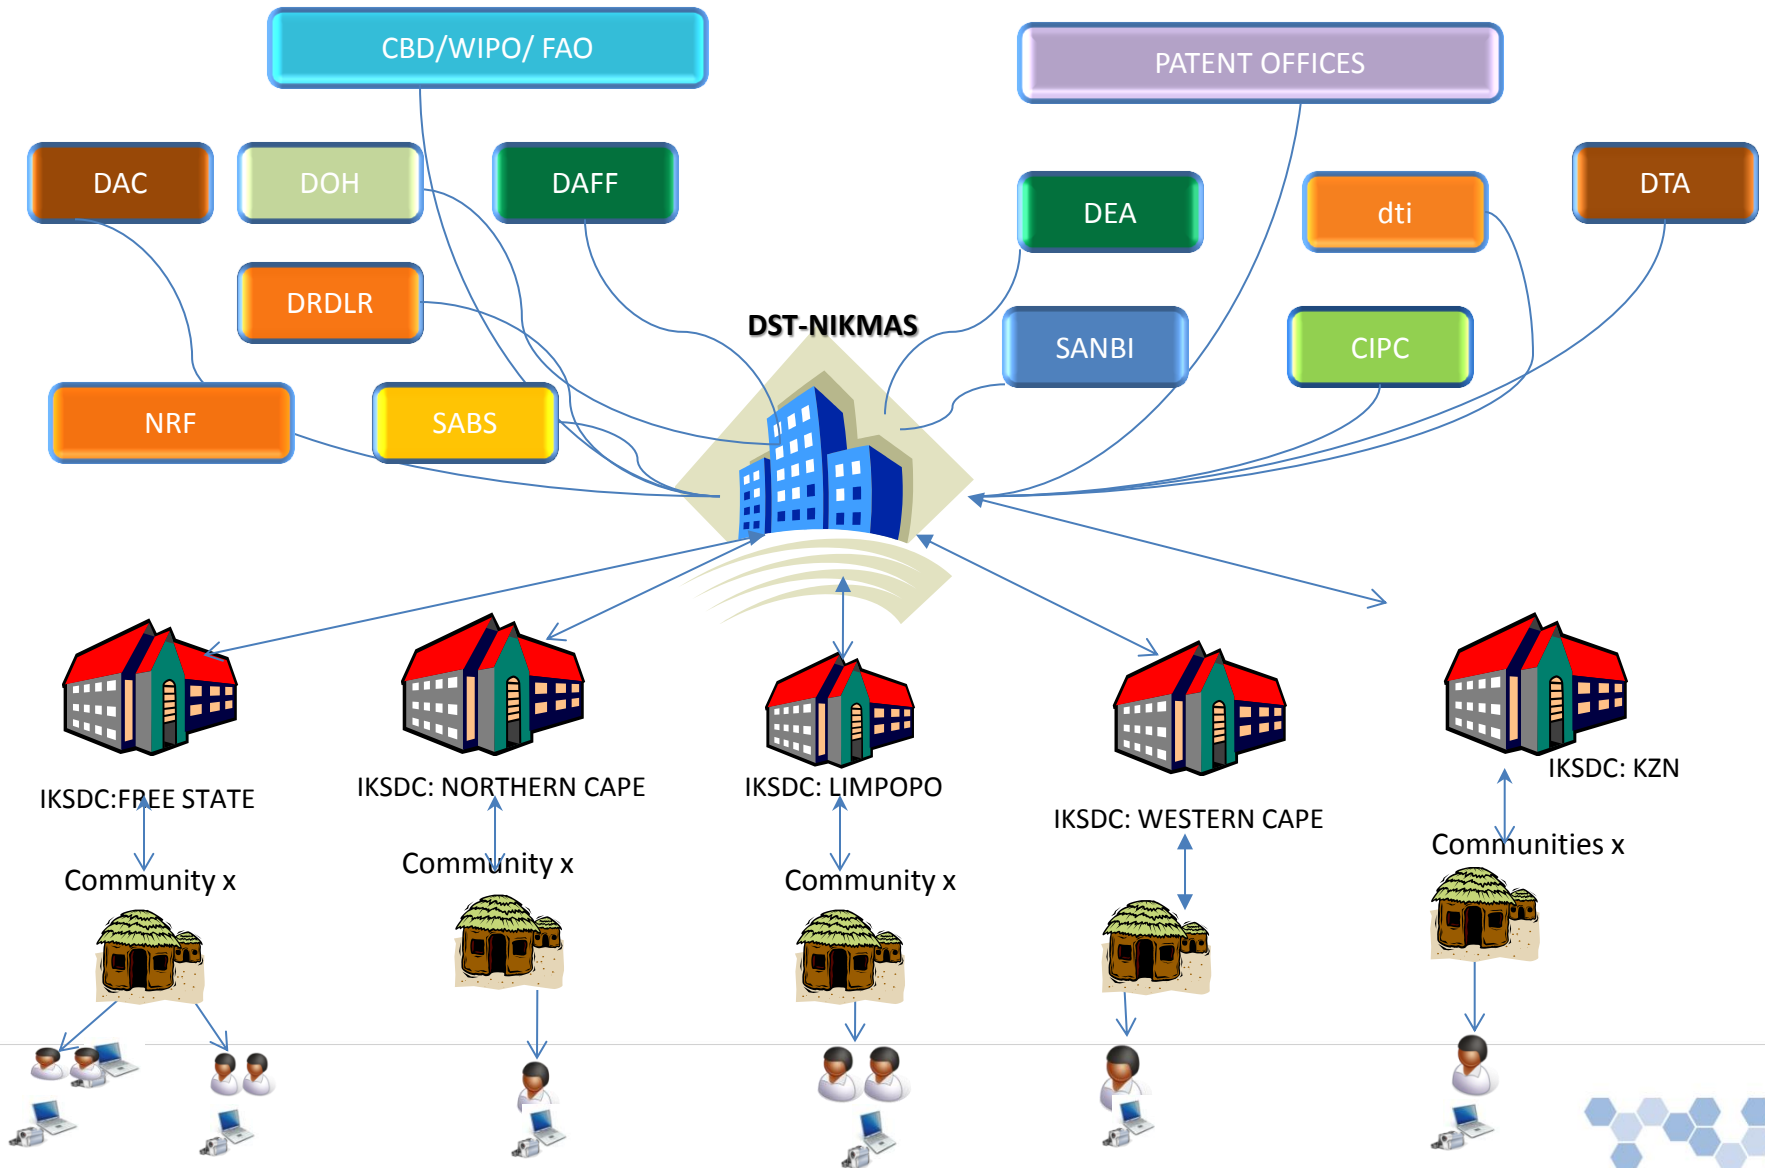 CBD/WIPO/ FAO
PATENT OFFICES
DAC
DOH
DAFF
DEA
dti
DTA
DRDLR
DST-NIKMAS
SANBI
CIPC
NRF
SABS
IKSDC:FREE STATE
IKSDC: NORTHERN CAPE
IKSDC: LIMPOPO
IKSDC: WESTERN CAPE
IKSDC: KZN
Community x
Community x
Community x
Communities x